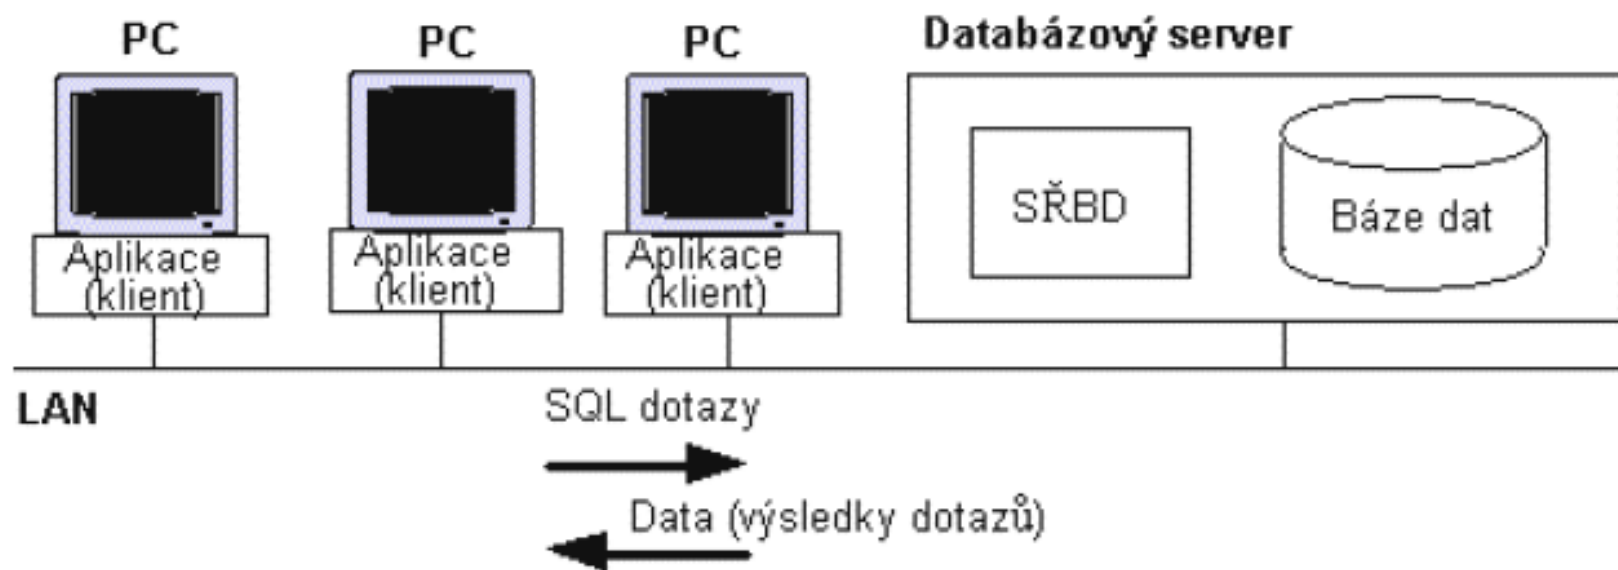 PC
PC
PC
Databázový server
Aplikace
(klient)
Aplikace
(klient)
Aplikace
(klient)
SŘBD
Báze dat
LAN
SQL dotazy
Data (výsledky dotazů)